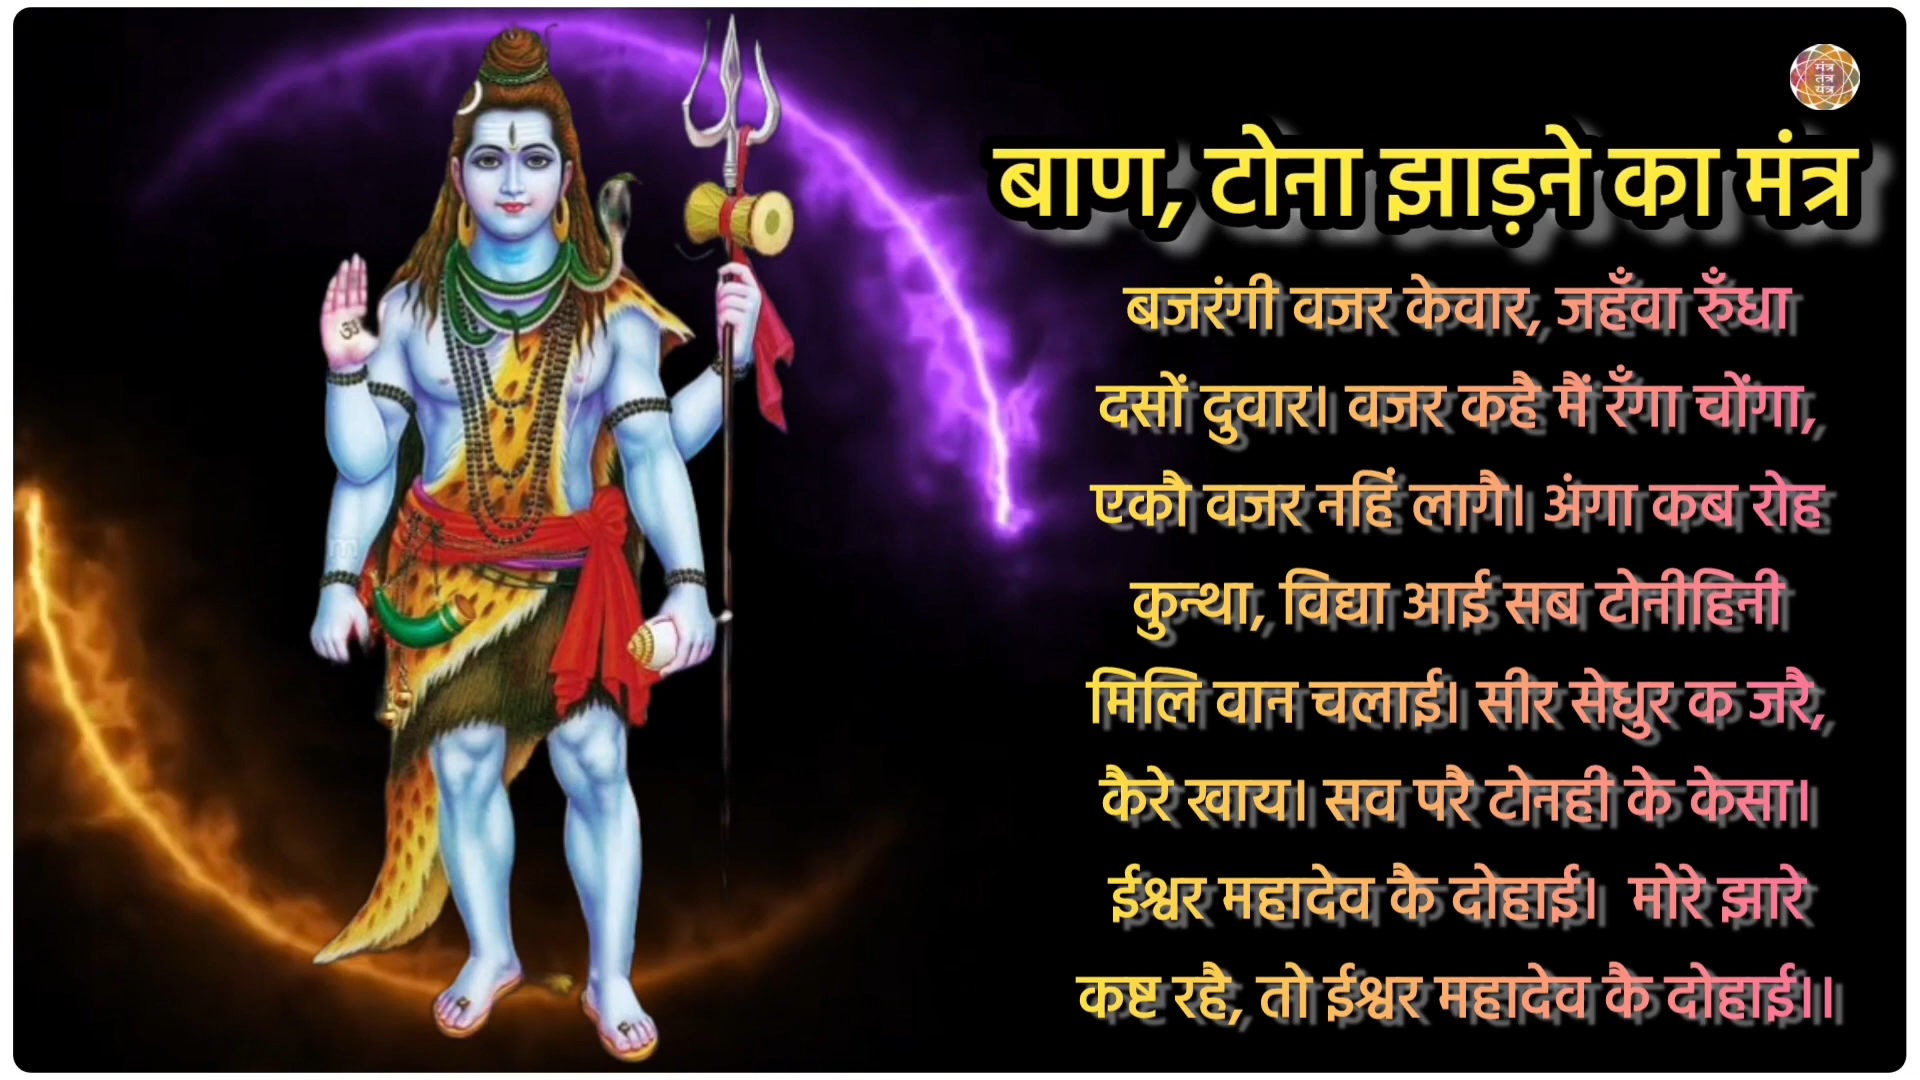 मंत्र
तंत्र
यंत्र
बाण, टोना झाड़ने का मंत्र
बजरंगी वजर केवार, जहँवा रुँधा
दसों दुवार। वजर कहै मैं रँगा चोंगा,
एकौ वजर नहिं लागै। अंगा कब रोह
कुन्था, विद्या आई सब टोनीहिनी
मिलि वान चलाई। सीर सेधुर क जरै,
कैरे खाय। सव परै टोनही के केसा।
ईश्वर महादेव कै दोहाई। मोरे झारे
कष्ट रहै, तो ईश्वर महादेव कै दोहाई।।
ॐ